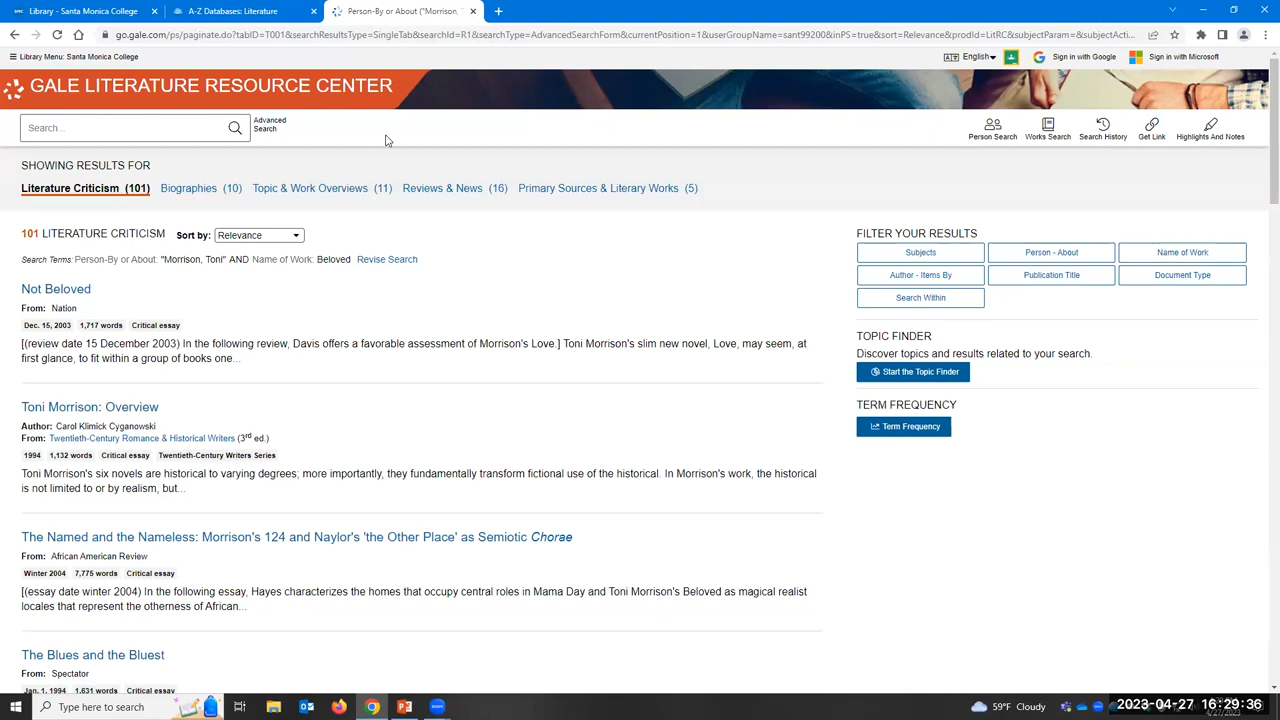 Library - Santa Monica College
A-Z Databases: Literature
Person-By or About ("Morrison, T
go.gale.com/ps/paginate.do?tabID=T001&searchResultsType=SingleTab&searchId=R1&searchType=AdvancedSearchForm&currentPosition=1&userGroupName=sant99200&inPS=true&sort=Relevance&prodId=LitRC&subjectParam=&subjectActi...
Library Menu: Santa Monica College
English
Sign in with Google
Sign in with Microsoft
GALE LITERATURE RESOURCE CENTER
Search...
Advanced
Search
Person Search
Works Search
Search History
Get Link
Highlights And Notes
SHOWING RESULTS FOR
Literature Criticism (101) Biographies (10) Topic & Work Overviews (11) Reviews & News (16) Primary Sources & Literary Works (5)
101 LITERATURE CRITICISM Sort by: Relevance
Search Terms: Person-By or About: "Morrison, Toni" AND Name of Work: Beloved Revise Search
Not Beloved
From: Nation
Dec. 15, 2003 1,717 words Critical essay
[(review date 15 December 2003) In the following review, Davis offers a favorable assessment of Morrison's Love.] Toni Morrison's slim new novel, Love, may seem, at
first glance, to fit within a group of books one...
Toni Morrison: Overview
Author: Carol Klimick Cyganowski
From: Twentieth-Century Romance & Historical Writers (3rd ed.)
1994 1,132 words Critical essay Twentieth-Century Writers Series
Toni Morrison's six novels are historical to varying degrees; more importantly, they fundamentally transform fictional use of the historical. In Morrison's work, the historical
is not limited to or by realism, but...
The Named and the Nameless: Morrison's 124 and Naylor's 'the Other Place' as Semiotic Chorae
From: African American Review
Winter 2004 7,775 words Critical essay
[(essay date winter 2004) In the following essay, Hayes characterizes the homes that occupy central roles in Mama Day and Toni Morrison's Beloved as magical realist
locales that represent the otherness of African...
The Blues and the Bluest
From: Spectator
Jan. 1, 1994 1,631 words Critical essay
FILTER YOUR RESULTS
Subjects
Person - About
Name of Work
Author - Items By
Publication Title
Document Type
Search Within
TOPIC FINDER
Discover topics and results related to your search.
Start the Topic Finder
TERM FREQUENCY
Term Frequency
Type here to search
59°F Cloudy
2023-04-27 16:29:36